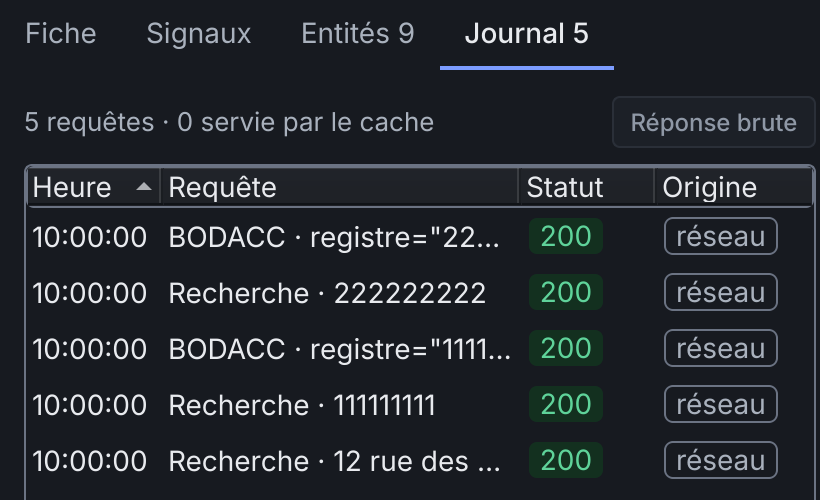 Fiche Signaux Entités 9 Journal 5
5 requêtes · 0 servie par le cache Réponse brute
Heure Requête Statut Origine
10:00:00 BODACC · registre="22... 200 réseau
10:00:00 Recherche · 222222222 200 réseau
10:00:00 BODACC · registre="1111... 200 réseau
10:00:00 Recherche · 111111111 200 réseau
10:00:00 Recherche · 12 rue des ... 200 réseau